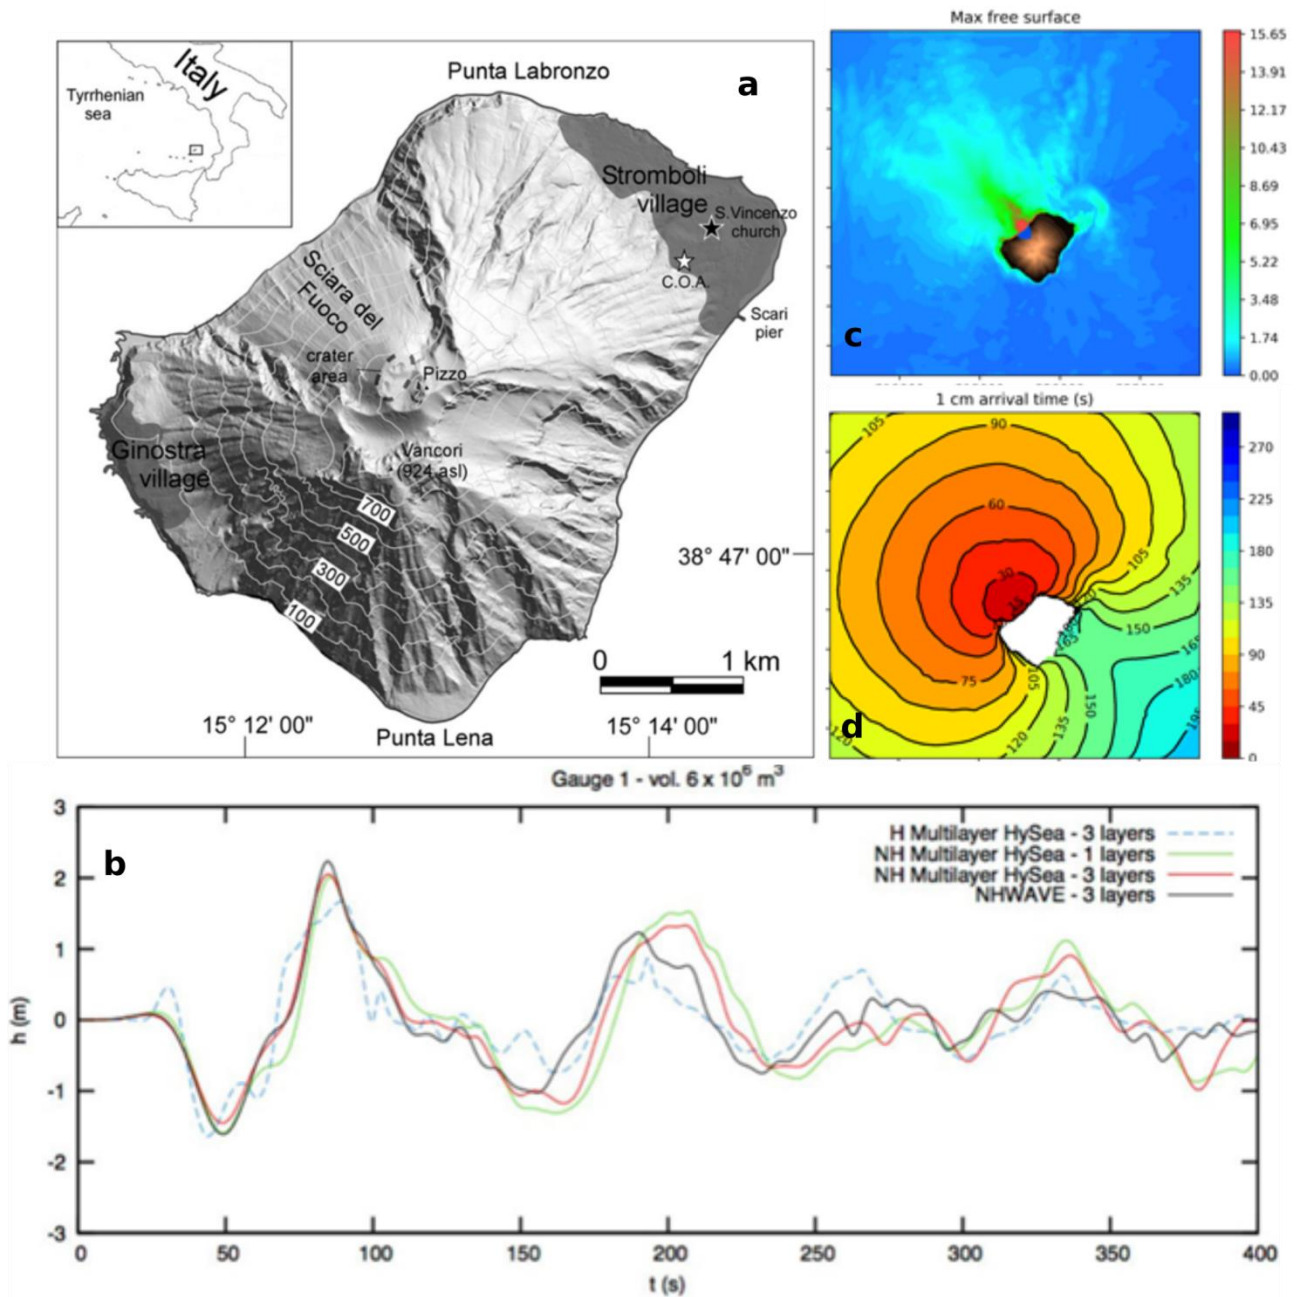 a
Italy
Tyrrhenian
sea
Punta Labronzo
Stromboli
village
S.Vincenzo
church
C.O.A.
Scari
pier
Sciara del
Fuoco
crater
area
Pizzo
Vancori
(924 asl)
Ginostra
village
700
500
300
100
38° 47' 00"
0 1 km
15° 12' 00"
15° 14' 00"
Punta Lena
Max free surface
c
15.65
13.91
12.17
10.43
8.69
6.95
5.22
3.48
1.74
0.00
1 cm arrival time (s)
d
105
90
60
30
15
105
135
150
165
165
180
75
105
120
135
150
120
270
225
180
135
90
45
0
Gauge 1 - vol. 6 x 10⁶ m³
b
H Multilayer HySea - 3 layers
NH Multilayer HySea - 1 layers
NH Multilayer HySea - 3 layers
NHWAVE - 3 layers
3
2
1
0
-1
-2
-3
h (m)
0 50 100 150 200 250 300 350 400
t (s)